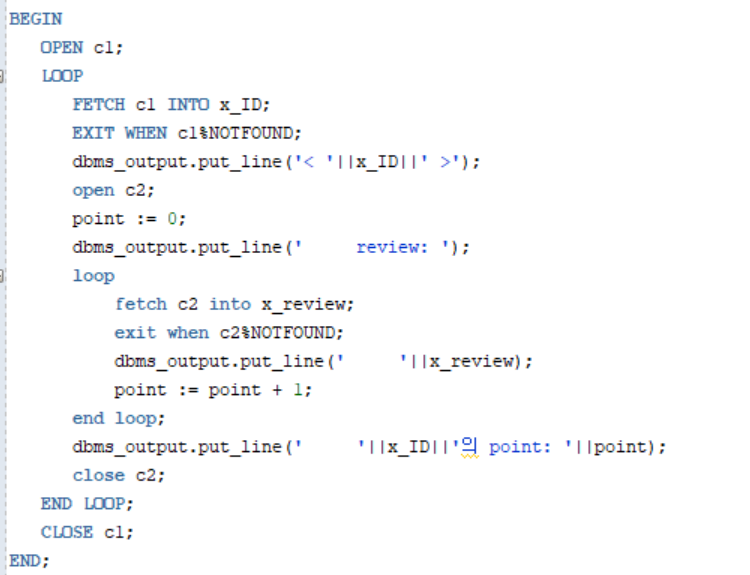 BEGIN
OPEN c1;
LOOP
FETCH c1 INTO x_ID;
EXIT WHEN c1%NOTFOUND;
dbms_output.put_line('< '||x_ID||' >');
open c2;
point := 0;
dbms_output.put_line('     review: ');
loop
fetch c2 into x_review;
exit when c2%NOTFOUND;
dbms_output.put_line('     '||x_review);
point := point + 1;
end loop;
dbms_output.put_line('     '||x_ID||'의 point: '||point);
close c2;
END LOOP;
CLOSE c1;
END;